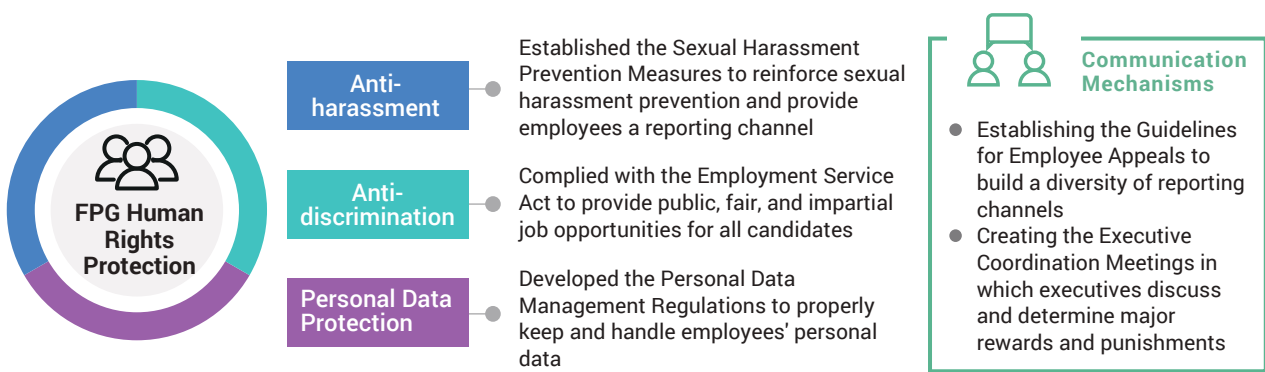 FPG Human
Rights
Protection
Anti-
harassment
Established the Sexual Harassment
Prevention Measures to reinforce sexual
harassment prevention and provide
employees a reporting channel
Anti-
discrimination
Complied with the Employment Service
Act to provide public, fair, and impartial
job opportunities for all candidates
Personal Data
Protection
Developed the Personal Data
Management Regulations to properly
keep and handle employees' personal
data
Communication
Mechanisms
● Establishing the Guidelines
for Employee Appeals to
build a diversity of reporting
channels
● Creating the Executive
Coordination Meetings in
which executives discuss
and determine major
rewards and punishments